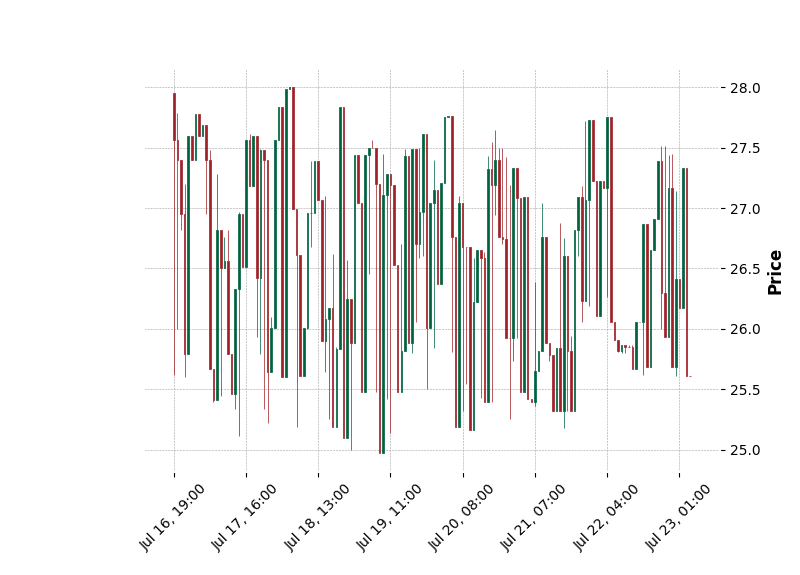 28.0
27.5
27.0
26.5
26.0
25.5
25.0
Price
Jul 16, 19:00
Jul 17, 16:00
Jul 18, 13:00
Jul 19, 11:00
Jul 20, 08:00
Jul 21, 07:00
Jul 22, 04:00
Jul 23, 01:00